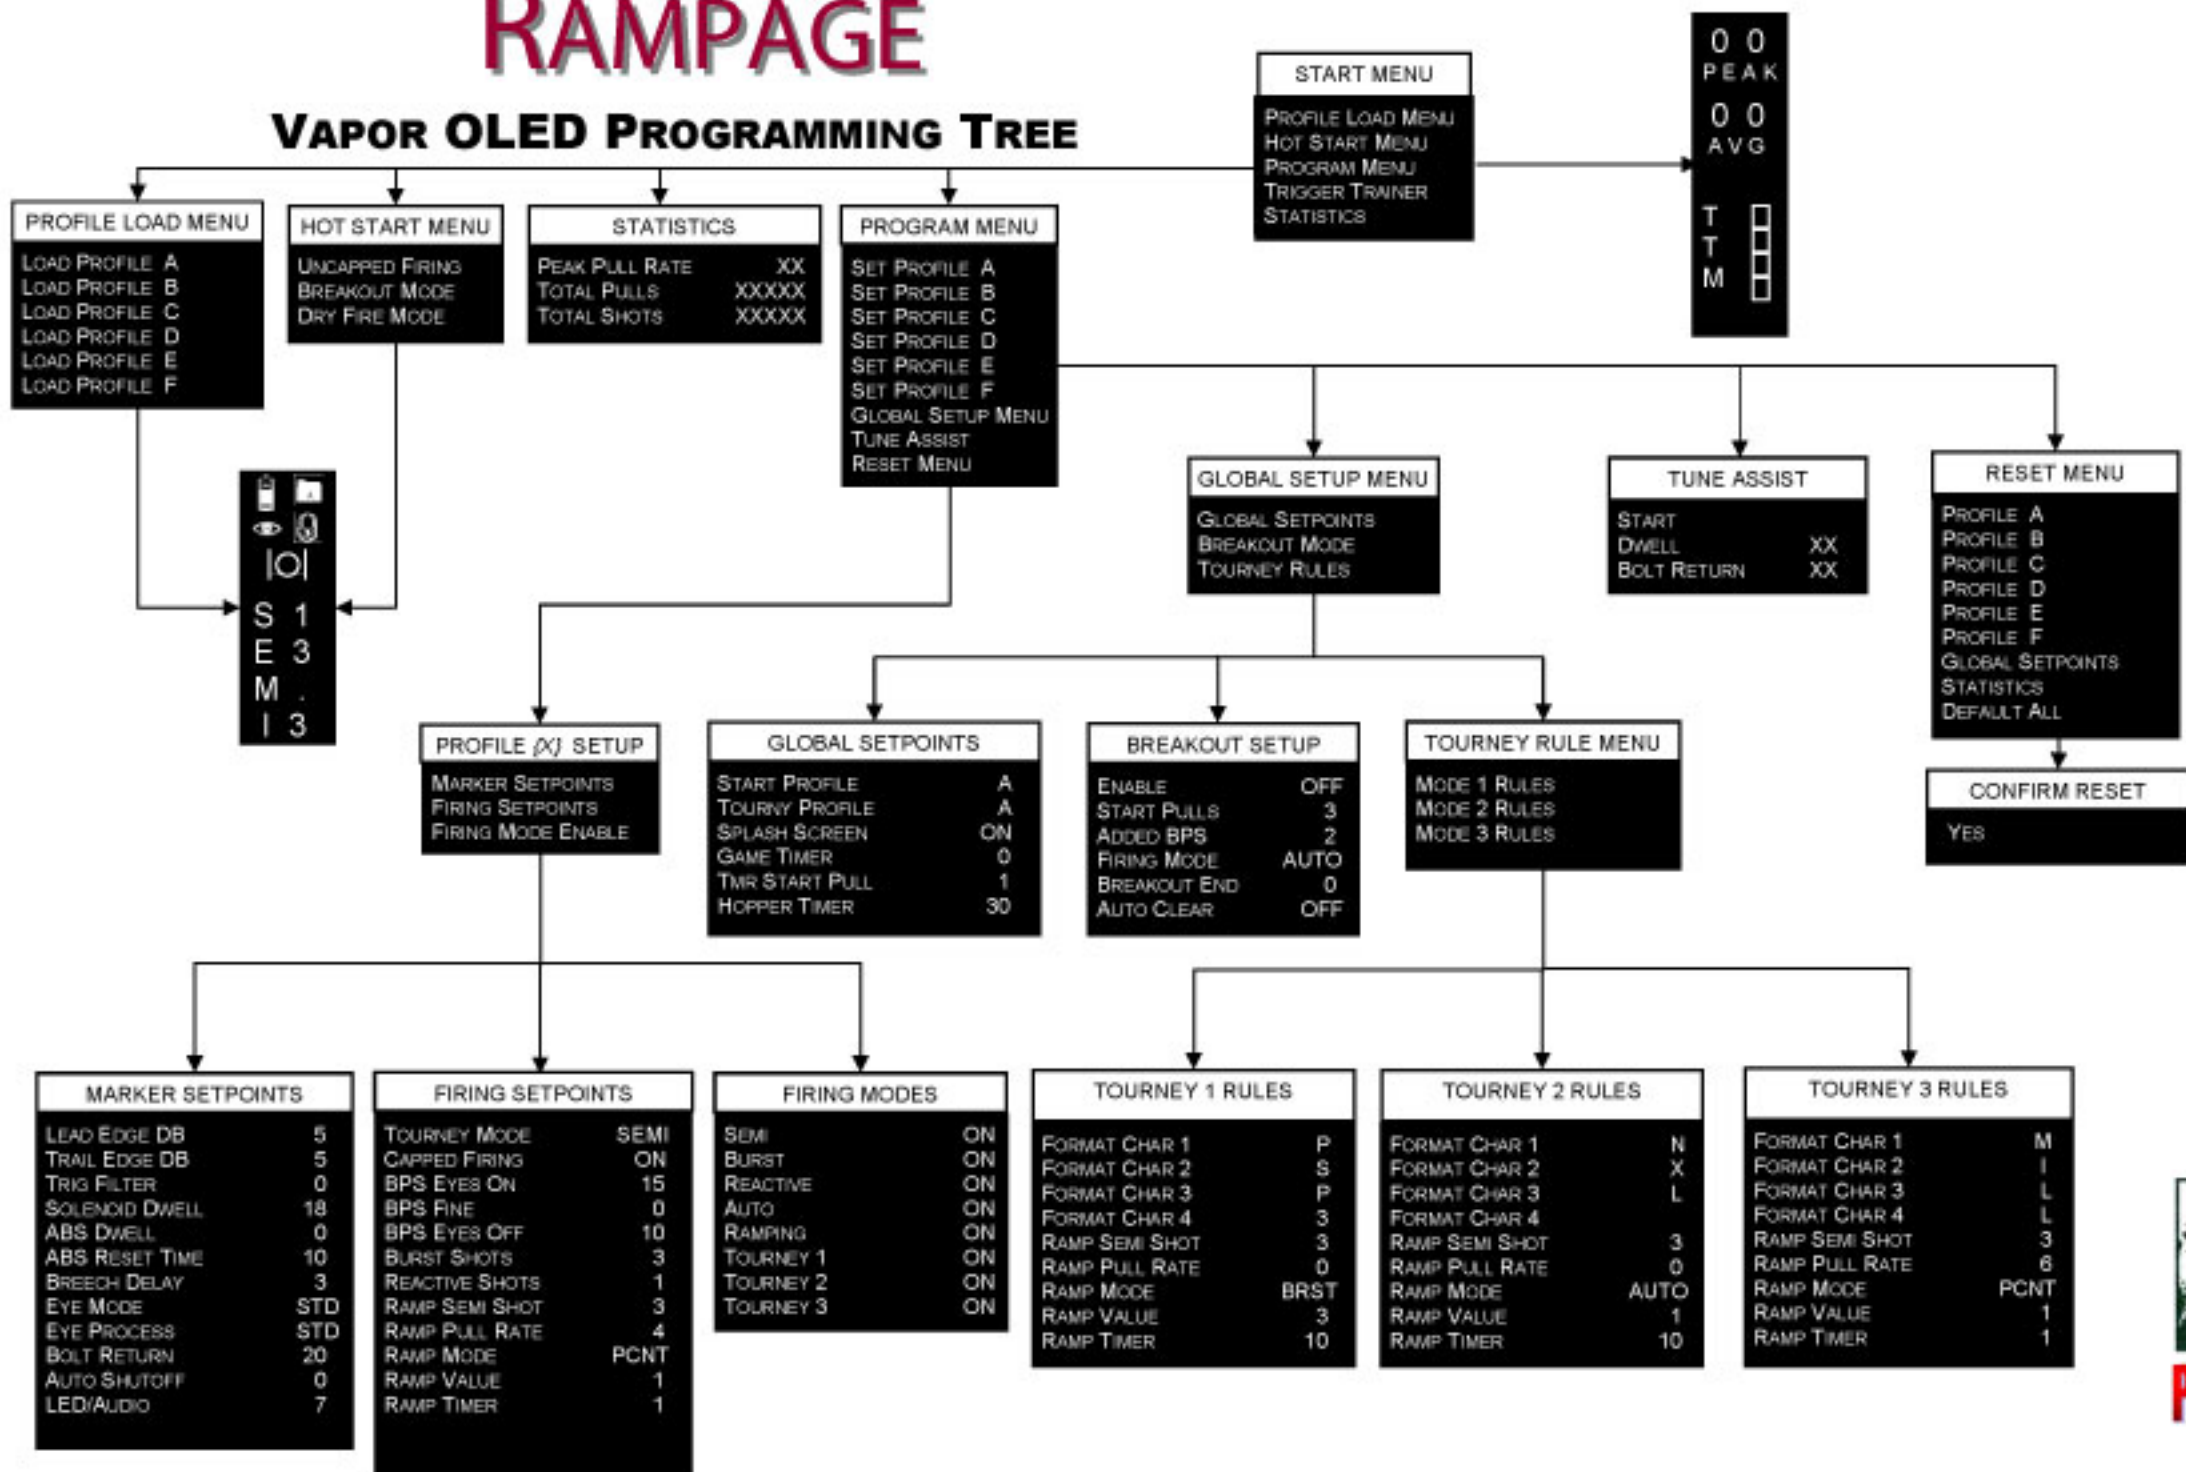 RAMPAGE
VAPOR OLED PROGRAMMING TREE
START MENU
PROFILE LOAD MENU
HOT START MENU
PROGRAM MENU
TRIGGER TRAINER
STATISTICS
0 0
PEAK
0 0
AVG
T
T
M
PROFILE LOAD MENU
LOAD PROFILE A
LOAD PROFILE B
LOAD PROFILE C
LOAD PROFILE D
LOAD PROFILE E
LOAD PROFILE F
HOT START MENU
UNCAPPED FIRING
BREAKOUT MODE
DRY FIRE MODE
STATISTICS
PEAK PULL RATE XX
TOTAL PULLS XXXXX
TOTAL SHOTS XXXXX
PROGRAM MENU
SET PROFILE A
SET PROFILE B
SET PROFILE C
SET PROFILE D
SET PROFILE E
SET PROFILE F
GLOBAL SETUP MENU
TUNE ASSIST
RESET MENU
|O|
S 1
E 3
M .
I 3
GLOBAL SETUP MENU
GLOBAL SETPOINTS
BREAKOUT MODE
TOURNEY RULES
TUNE ASSIST
START
DWELL XX
BOLT RETURN XX
RESET MENU
PROFILE A
PROFILE B
PROFILE C
PROFILE D
PROFILE E
PROFILE F
GLOBAL SETPOINTS
STATISTICS
DEFAULT ALL
CONFIRM RESET
YES
PROFILE {X} SETUP
MARKER SETPOINTS
FIRING SETPOINTS
FIRING MODE ENABLE
GLOBAL SETPOINTS
START PROFILE A
TOURNY PROFILE A
SPLASH SCREEN ON
GAME TIMER 0
TMR START PULL 1
HOPPER TIMER 30
BREAKOUT SETUP
ENABLE OFF
START PULLS 3
ADDED BPS 2
FIRING MODE AUTO
BREAKOUT END 0
AUTO CLEAR OFF
TOURNEY RULE MENU
MODE 1 RULES
MODE 2 RULES
MODE 3 RULES
MARKER SETPOINTS
LEAD EDGE DB 5
TRAIL EDGE DB 5
TRIG FILTER 0
SOLENOID DWELL 18
ABS DWELL 0
ABS RESET TIME 10
BREECH DELAY 3
EYE MODE STD
EYE PROCESS STD
BOLT RETURN 20
AUTO SHUTOFF 0
LED/AUDIO 7
FIRING SETPOINTS
TOURNEY MODE SEMI
CAPPED FIRING ON
BPS EYES ON 15
BPS FINE 0
BPS EYES OFF 10
BURST SHOTS 3
REACTIVE SHOTS 1
RAMP SEMI SHOT 3
RAMP PULL RATE 4
RAMP MODE PCNT
RAMP VALUE 1
RAMP TIMER 1
FIRING MODES
SEMI ON
BURST ON
REACTIVE ON
AUTO ON
RAMPING ON
TOURNEY 1 ON
TOURNEY 2 ON
TOURNEY 3 ON
TOURNEY 1 RULES
FORMAT CHAR 1 P
FORMAT CHAR 2 S
FORMAT CHAR 3 P
FORMAT CHAR 4 3
RAMP SEMI SHOT 3
RAMP PULL RATE 0
RAMP MODE BRST
RAMP VALUE 3
RAMP TIMER 10
TOURNEY 2 RULES
FORMAT CHAR 1 N
FORMAT CHAR 2 X
FORMAT CHAR 3 L
FORMAT CHAR 4
RAMP SEMI SHOT 3
RAMP PULL RATE 0
RAMP MODE AUTO
RAMP VALUE 1
RAMP TIMER 10
TOURNEY 3 RULES
FORMAT CHAR 1 M
FORMAT CHAR 2 I
FORMAT CHAR 3 L
FORMAT CHAR 4 L
RAMP SEMI SHOT 3
RAMP PULL RATE 6
RAMP MODE PCNT
RAMP VALUE 1
RAMP TIMER 1